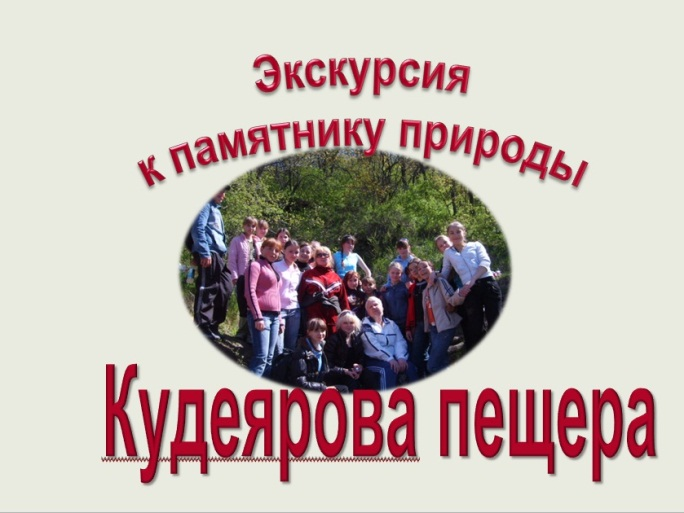 Экскурсия
к памятнику природы
Кудеярова пещера